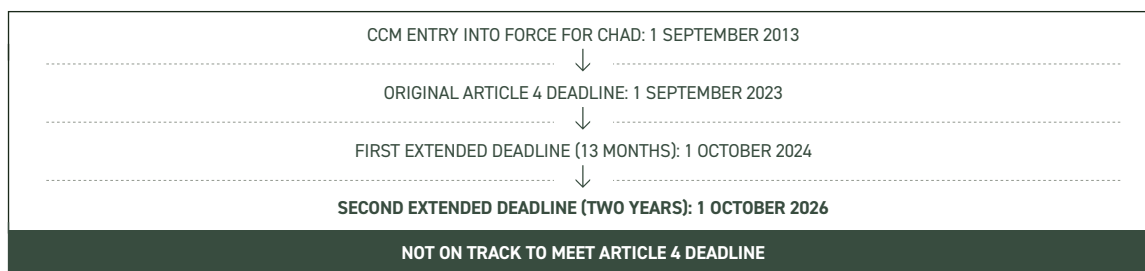 CCM ENTRY INTO FORCE FOR CHAD: 1 SEPTEMBER 2013
ORIGINAL ARTICLE 4 DEADLINE: 1 SEPTEMBER 2023
FIRST EXTENDED DEADLINE (13 MONTHS): 1 OCTOBER 2024
SECOND EXTENDED DEADLINE (TWO YEARS): 1 OCTOBER 2026
NOT ON TRACK TO MEET ARTICLE 4 DEADLINE